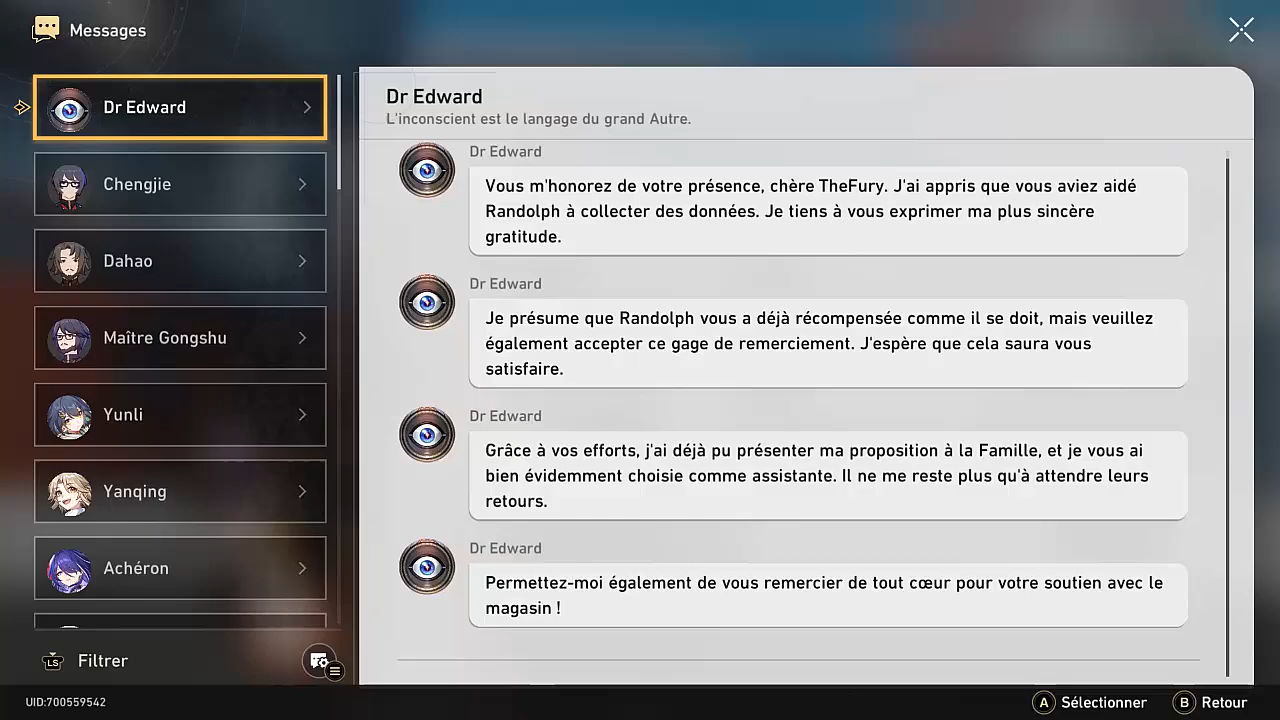 Messages
Dr Edward
Chengjie
Dahao
Maître Gongshu
Yunli
Yanqing
Achéron
LS Filtrer
UID:700559542
Dr Edward
L'inconscient est le langage du grand Autre.
Dr Edward
Vous m'honorez de votre présence, chère TheFury. J'ai appris que vous aviez aidé
Randolph à collecter des données. Je tiens à vous exprimer ma plus sincère
gratitude.
Dr Edward
Je présume que Randolph vous a déjà récompensée comme il se doit, mais veuillez
également accepter ce gage de remerciement. J'espère que cela saura vous
satisfaire.
Dr Edward
Grâce à vos efforts, j'ai déjà pu présenter ma proposition à la Famille, et je vous ai
bien évidemment choisie comme assistante. Il ne me reste plus qu'à attendre leurs
retours.
Dr Edward
Permettez-moi également de vous remercier de tout cœur pour votre soutien avec le
magasin !
A Sélectionner
B Retour